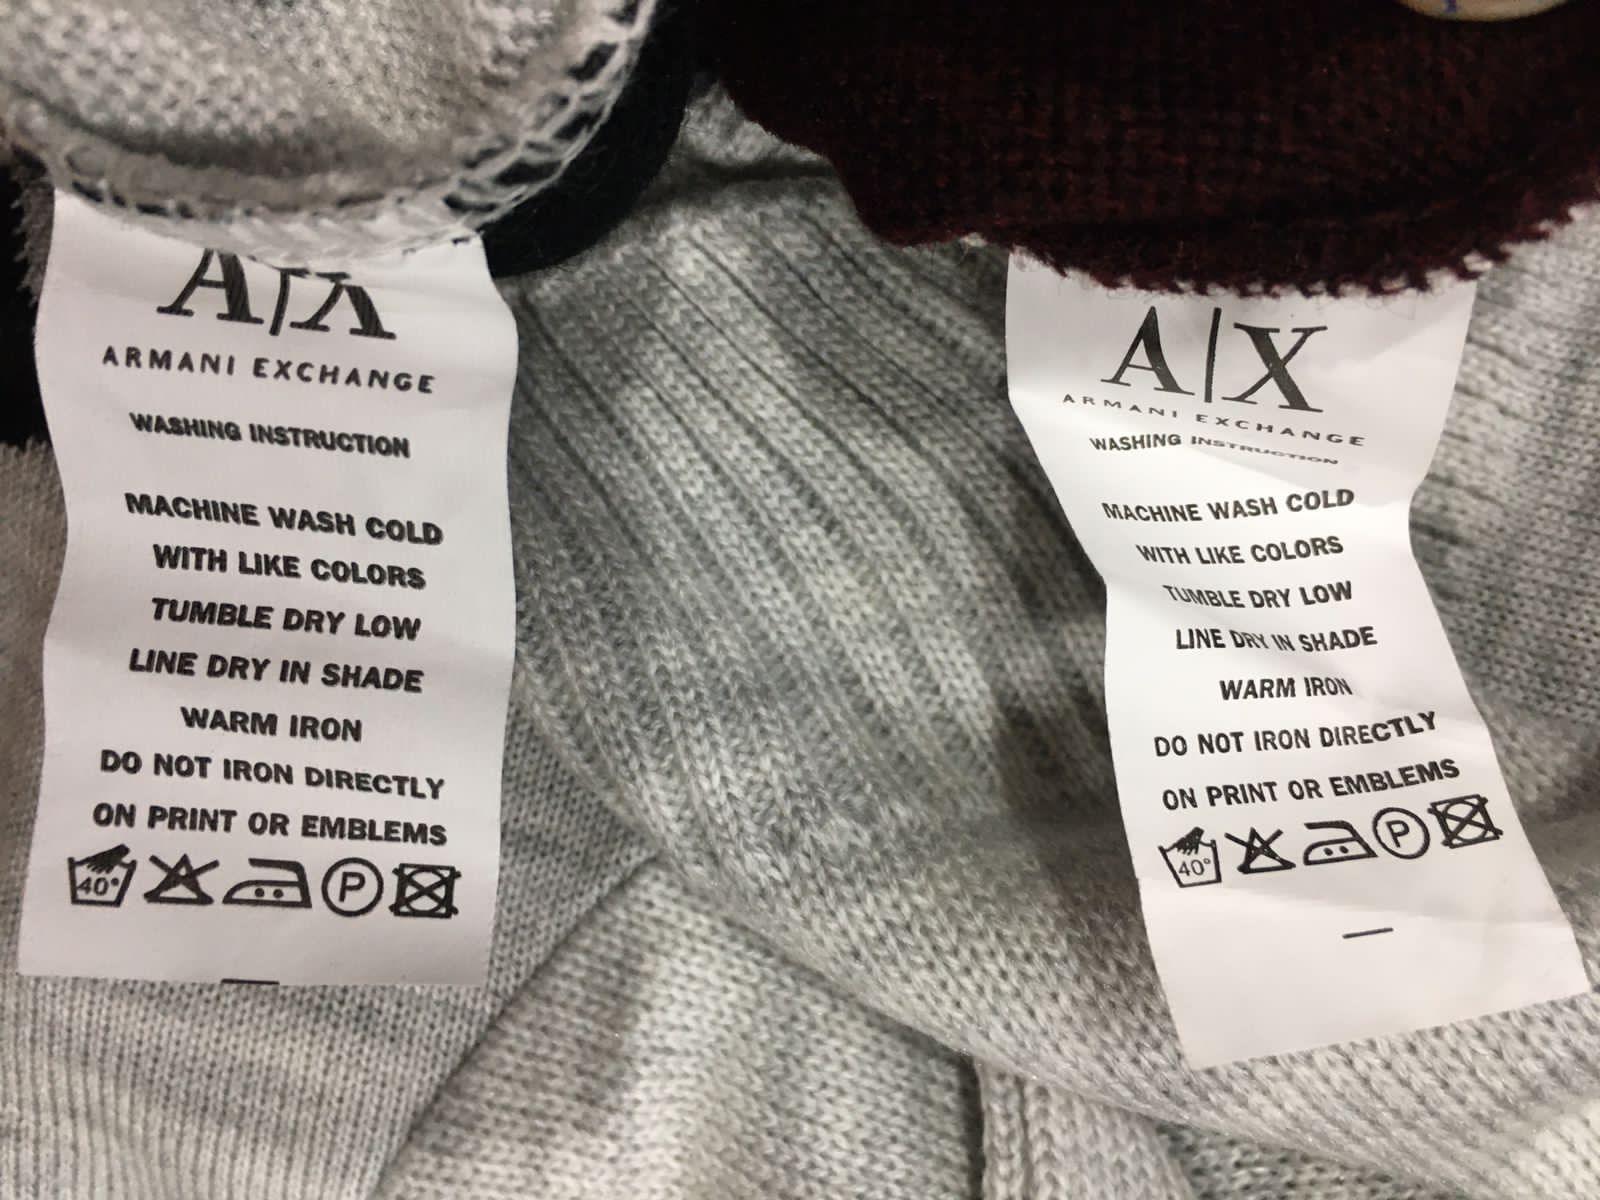 A|X
ARMANI EXCHANGE
WASHING INSTRUCTION
MACHINE WASH COLD
WITH LIKE COLORS
TUMBLE DRY LOW
LINE DRY IN SHADE
WARM IRON
DO NOT IRON DIRECTLY
ON PRINT OR EMBLEMS
40° P
A|X
ARMANI EXCHANGE
WASHING INSTRUCTION
MACHINE WASH COLD
WITH LIKE COLORS
TUMBLE DRY LOW
LINE DRY IN SHADE
WARM IRON
DO NOT IRON DIRECTLY
ON PRINT OR EMBLEMS
40° P